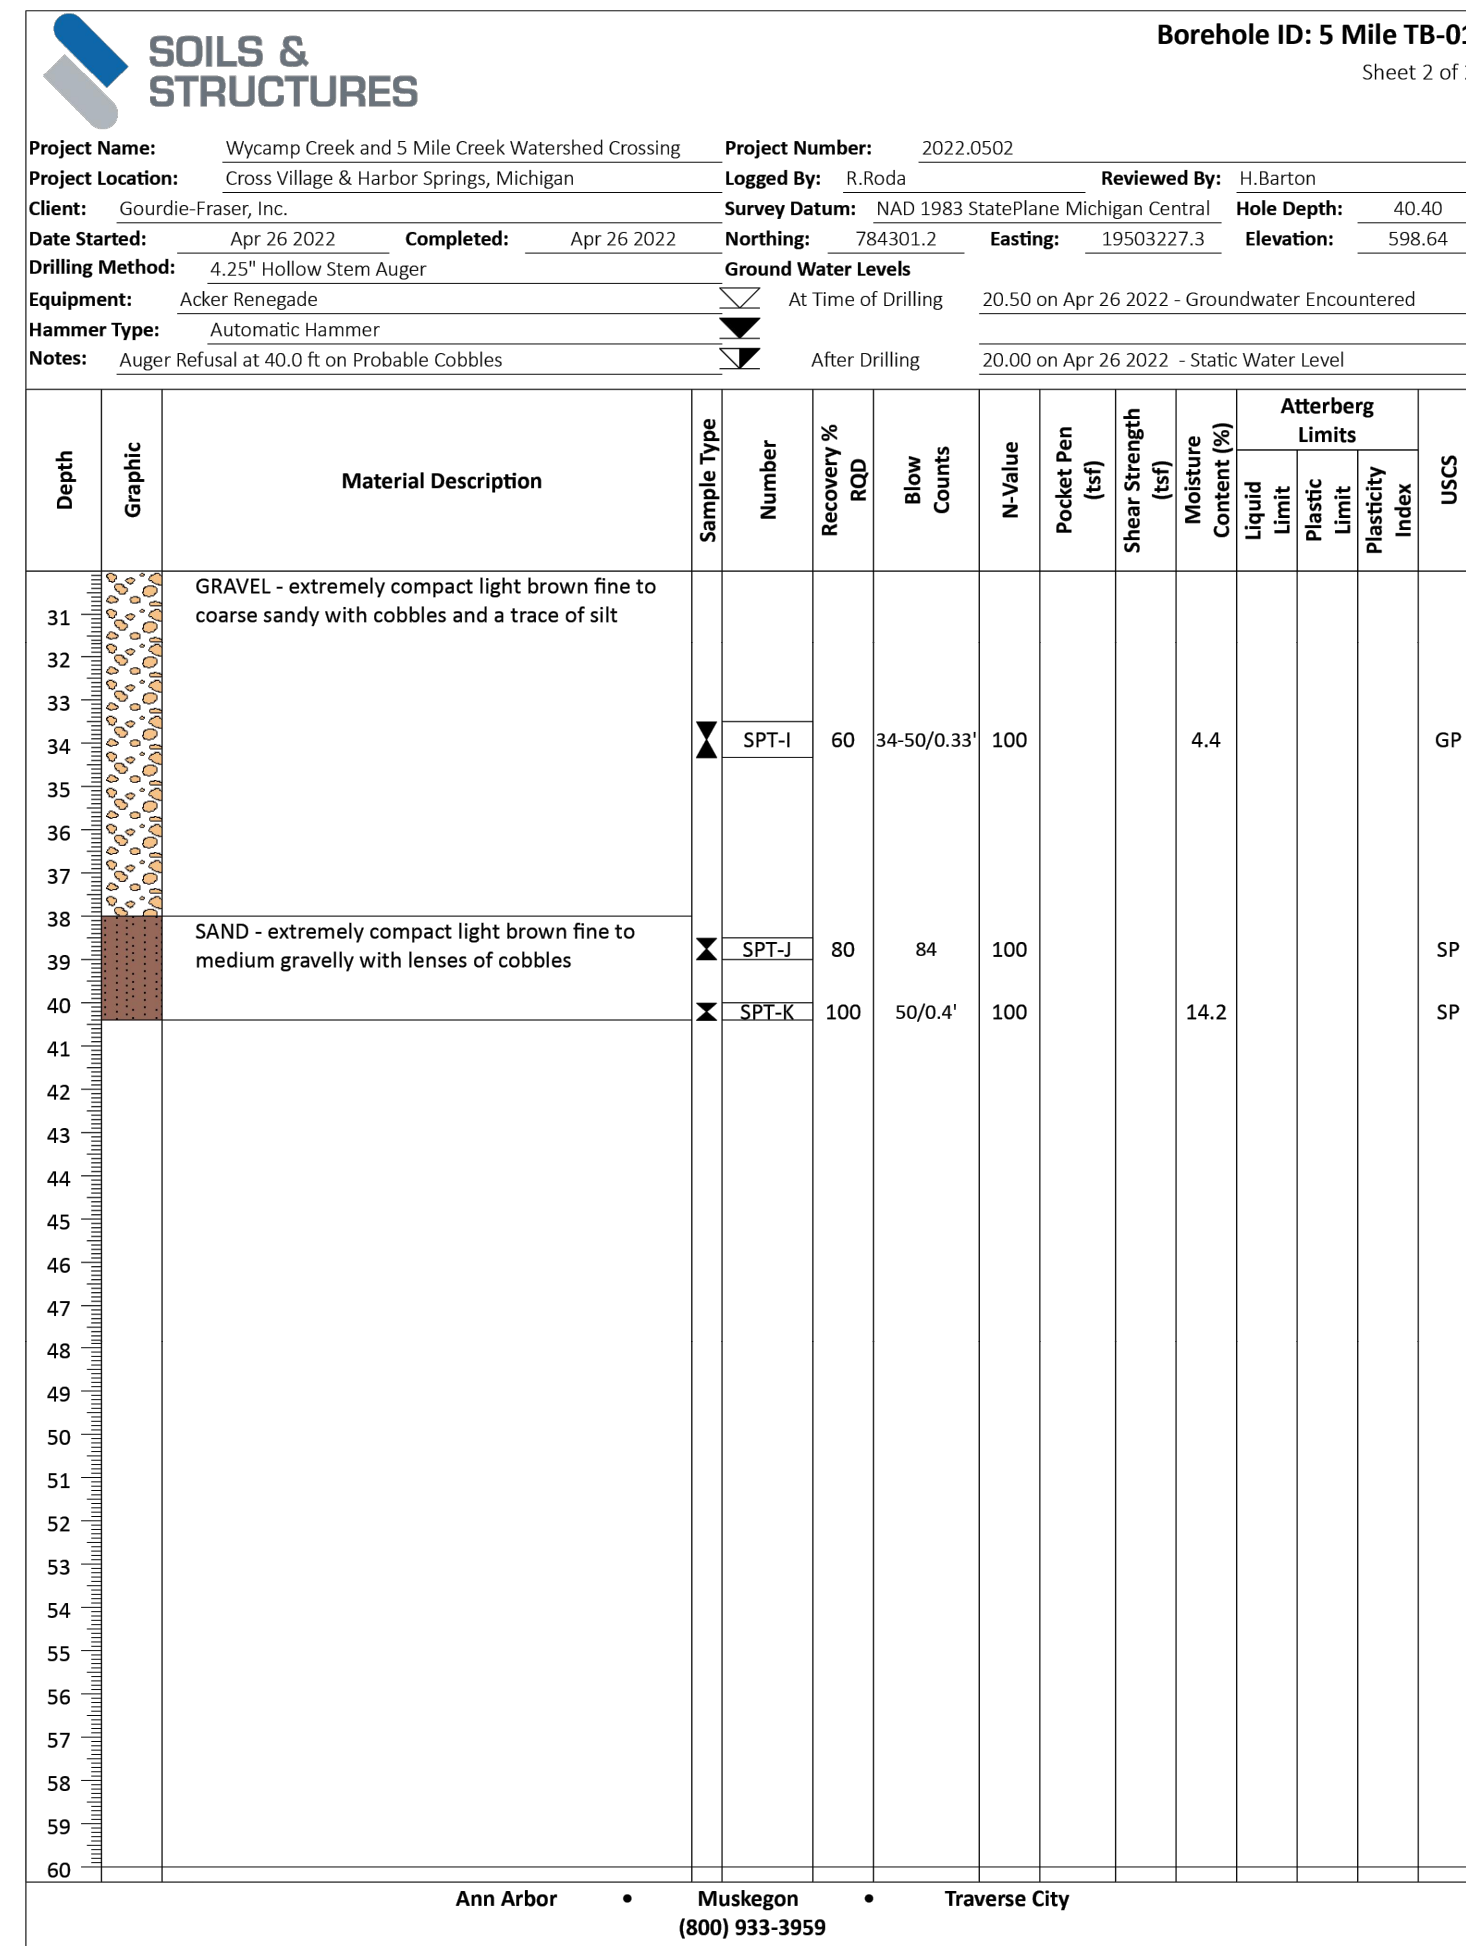 SOILS &
STRUCTURES
Borehole ID: 5 Mile TB-01
Sheet 2 of
Project Name: Wycamp Creek and 5 Mile Creek Watershed Crossing Project Number: 2022.0502
Project Location: Cross Village & Harbor Springs, Michigan Logged By: R.Roda Reviewed By: H.Barton
Client: Gourdie-Fraser, Inc. Survey Datum: NAD 1983 StatePlane Michigan Central Hole Depth: 40.40
Date Started: Apr 26 2022 Completed: Apr 26 2022 Northing: 784301.2 Easting: 19503227.3 Elevation: 598.64
Drilling Method: 4.25" Hollow Stem Auger Ground Water Levels
Equipment: Acker Renegade At Time of Drilling 20.50 on Apr 26 2022 - Groundwater Encountered
Hammer Type: Automatic Hammer
Notes: Auger Refusal at 40.0 ft on Probable Cobbles After Drilling 20.00 on Apr 26 2022 - Static Water Level
Depth
Graphic
Material Description
Sample Type
Number
Recovery %
RQD
Blow
Counts
N-Value
Pocket Pen
(tsf)
Shear Strength
(tsf)
Moisture
Content (%)
Atterberg
Limits
Liquid
Limit
Plastic
Limit
Plasticity
Index
USCS
GRAVEL - extremely compact light brown fine to
coarse sandy with cobbles and a trace of silt
31
32
33
34 SPT-I 60 34-50/0.33' 100 4.4 GP
35
36
37
38
SAND - extremely compact light brown fine to
medium gravelly with lenses of cobbles
SPT-J 80 84 100 SP
39
40 SPT-K 100 50/0.4' 100 14.2 SP
41
42
43
44
45
46
47
48
49
50
51
52
53
54
55
56
57
58
59
60
Ann Arbor • Muskegon • Traverse City
(800) 933-3959